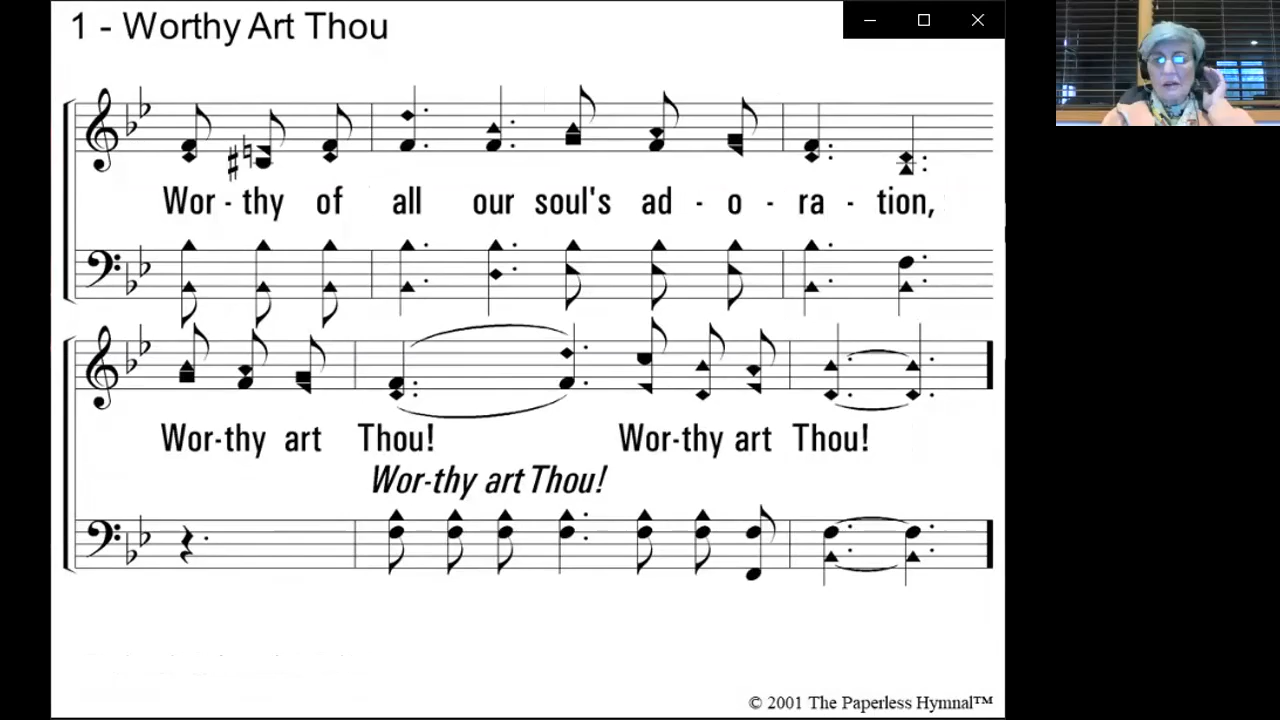 1 - Worthy Art Thou
Wor - thy of all our soul's ad - o - ra - tion,
Wor-thy art Thou! Wor-thy art Thou!
Wor-thy art Thou!
© 2001 The Paperless Hymnal™